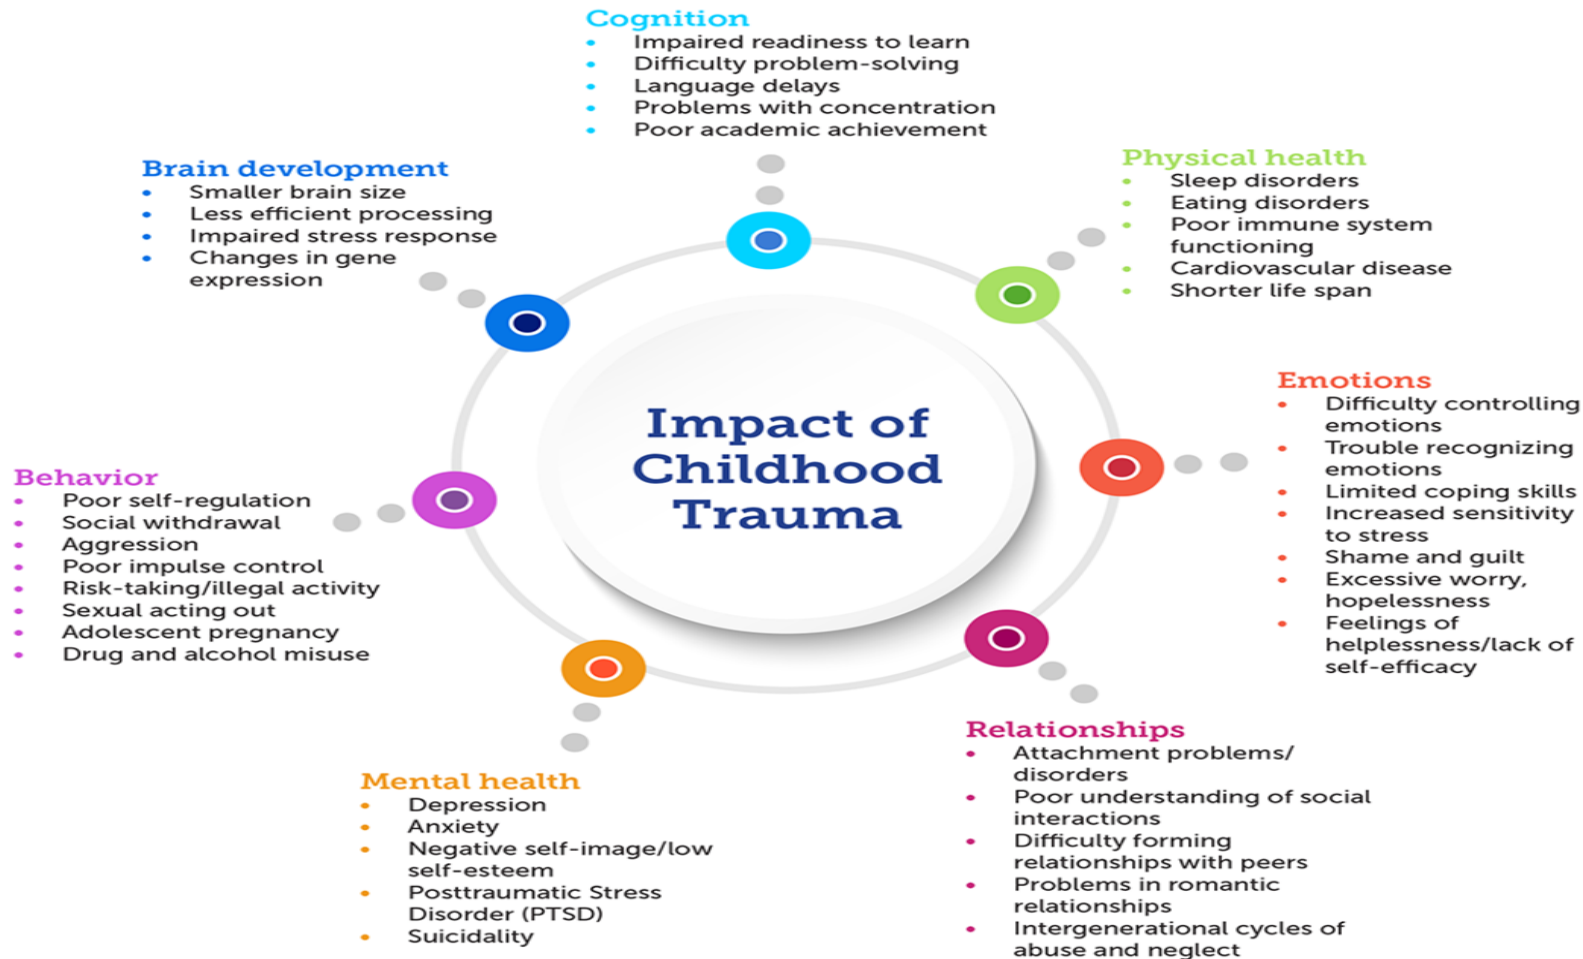 Cognition
• Impaired readiness to learn
• Difficulty problem-solving
• Language delays
• Problems with concentration
• Poor academic achievement
Physical health
• Sleep disorders
• Eating disorders
• Poor immune system
functioning
• Cardiovascular disease
• Shorter life span
Emotions
• Difficulty controlling
emotions
• Trouble recognizing
emotions
• Limited coping skills
• Increased sensitivity
to stress
• Shame and guilt
• Excessive worry,
hopelessness
• Feelings of
helplessness/lack of
self-efficacy
Relationships
• Attachment problems/
disorders
• Poor understanding of social
interactions
• Difficulty forming
relationships with peers
• Problems in romantic
relationships
• Intergenerational cycles of
abuse and neglect
Mental health
• Depression
• Anxiety
• Negative self-image/low
self-esteem
• Posttraumatic Stress
Disorder (PTSD)
• Suicidality
Behavior
• Poor self-regulation
• Social withdrawal
• Aggression
• Poor impulse control
• Risk-taking/illegal activity
• Sexual acting out
• Adolescent pregnancy
• Drug and alcohol misuse
Brain development
• Smaller brain size
• Less efficient processing
• Impaired stress response
• Changes in gene
expression
Impact of
Childhood
Trauma